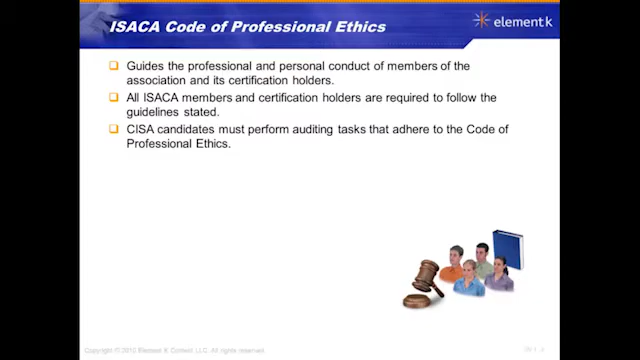 ISACA Code of Professional Ethics
element k
Guides the professional and personal conduct of members of the
association and its certification holders.
All ISACA members and certification holders are required to follow the
guidelines stated.
CISA candidates must perform auditing tasks that adhere to the Code of
Professional Ethics.
Copyright © 2010 Element K Content LLC. All rights reserved.